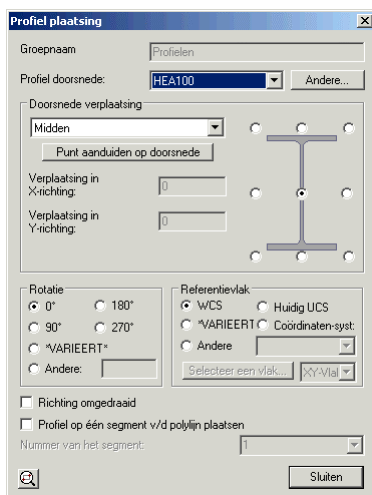 Profiel plaatsing
Groepnaam Profielen
Profiel doorsnede: HEA100 Andere...
Doorsnede verplaatsing
Midden
Punt aanduiden op doorsnede
Verplaatsing in
X-richting: 0
Verplaatsing in
Y-richting: 0
Rotatie
0° 180°
90° 270°
*VARIEERT*
Andere:
Referentievlak
WCS Huidig UCS
*VARIEERT Coördinaten-syst:
Andere
Selecteer een vlak... XY-Vlal
Richting omgedraaid
Profiel op één segment v/d polylijn plaatsen
Nummer van het segment: 1
Sluiten